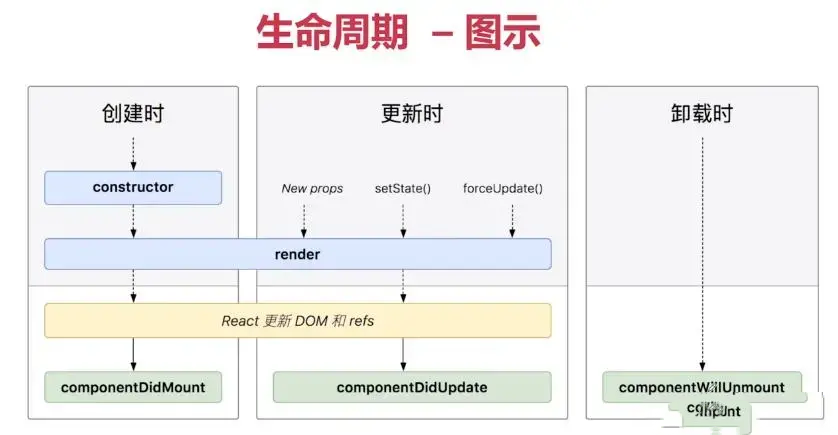 生命周期 – 图示
创建时
更新时
卸载时
constructor
New props
setState()
forceUpdate()
render
React 更新 DOM 和 refs
componentDidMount
componentDidUpdate
componentWillUnmount